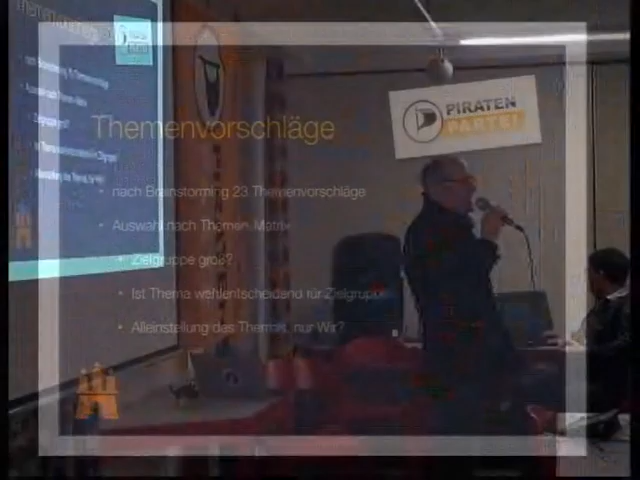 Themenvorschläge
PIRATEN
PARTEI
nach Brainstorming 23 Themenvorschläge
Auswahl nach Themen-Matrix
Zielgruppe groß?
Ist Thema wahlentscheidend für Zielgruppe
Alleinstellung des Themas, nur Wir?